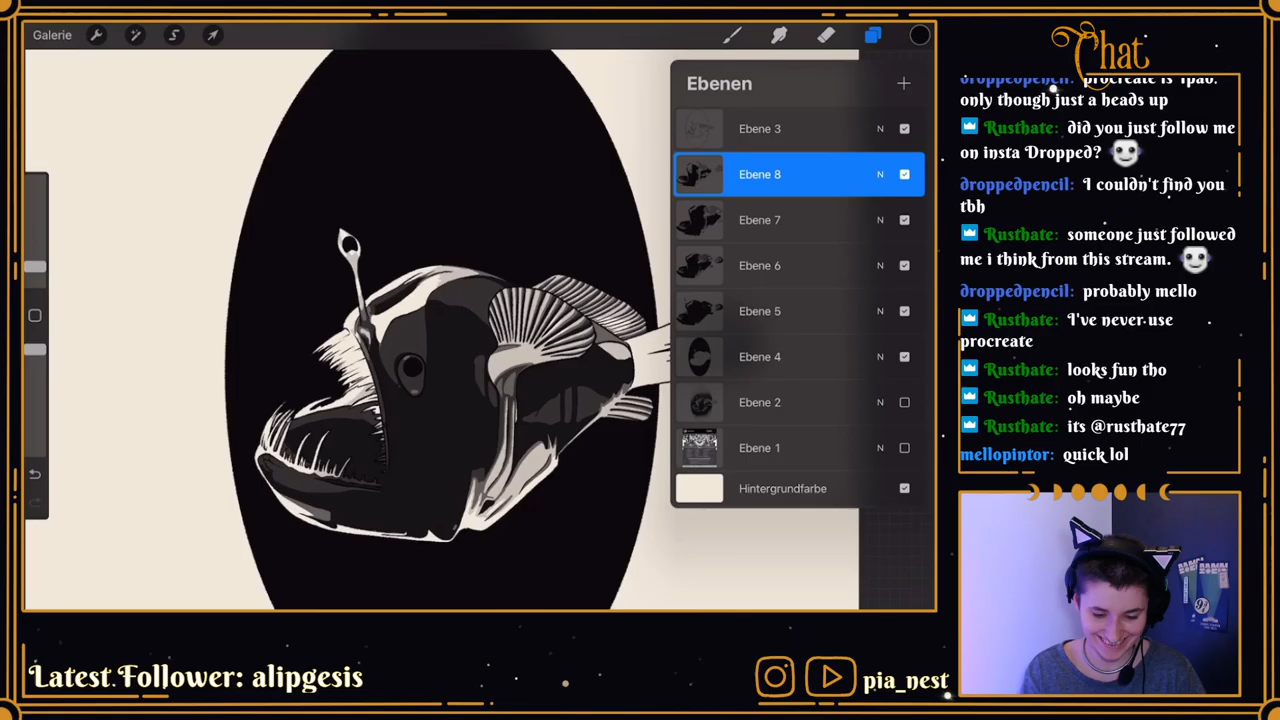 Galerie
Ebenen
Ebene 3
N
Ebene 8
N
Ebene 7
N
Ebene 6
N
Ebene 5
N
Ebene 4
N
Ebene 2
N
Ebene 1
N
Hintergrundfarbe
Chat
droppedpencil: procreate is
only though just a heads up
Rusthate: did you just follow me
on insta Dropped?
droppedpencil: I couldn't find you
tbh
Rusthate: someone just followed
me i think from this stream.
droppedpencil: probably mello
Rusthate: I've never use
procreate
Rusthate: looks fun tho
Rusthate: oh maybe
Rusthate: its @rusthate77
mellopintor: quick lol
Latest Follower: alipgesis
pia_nest